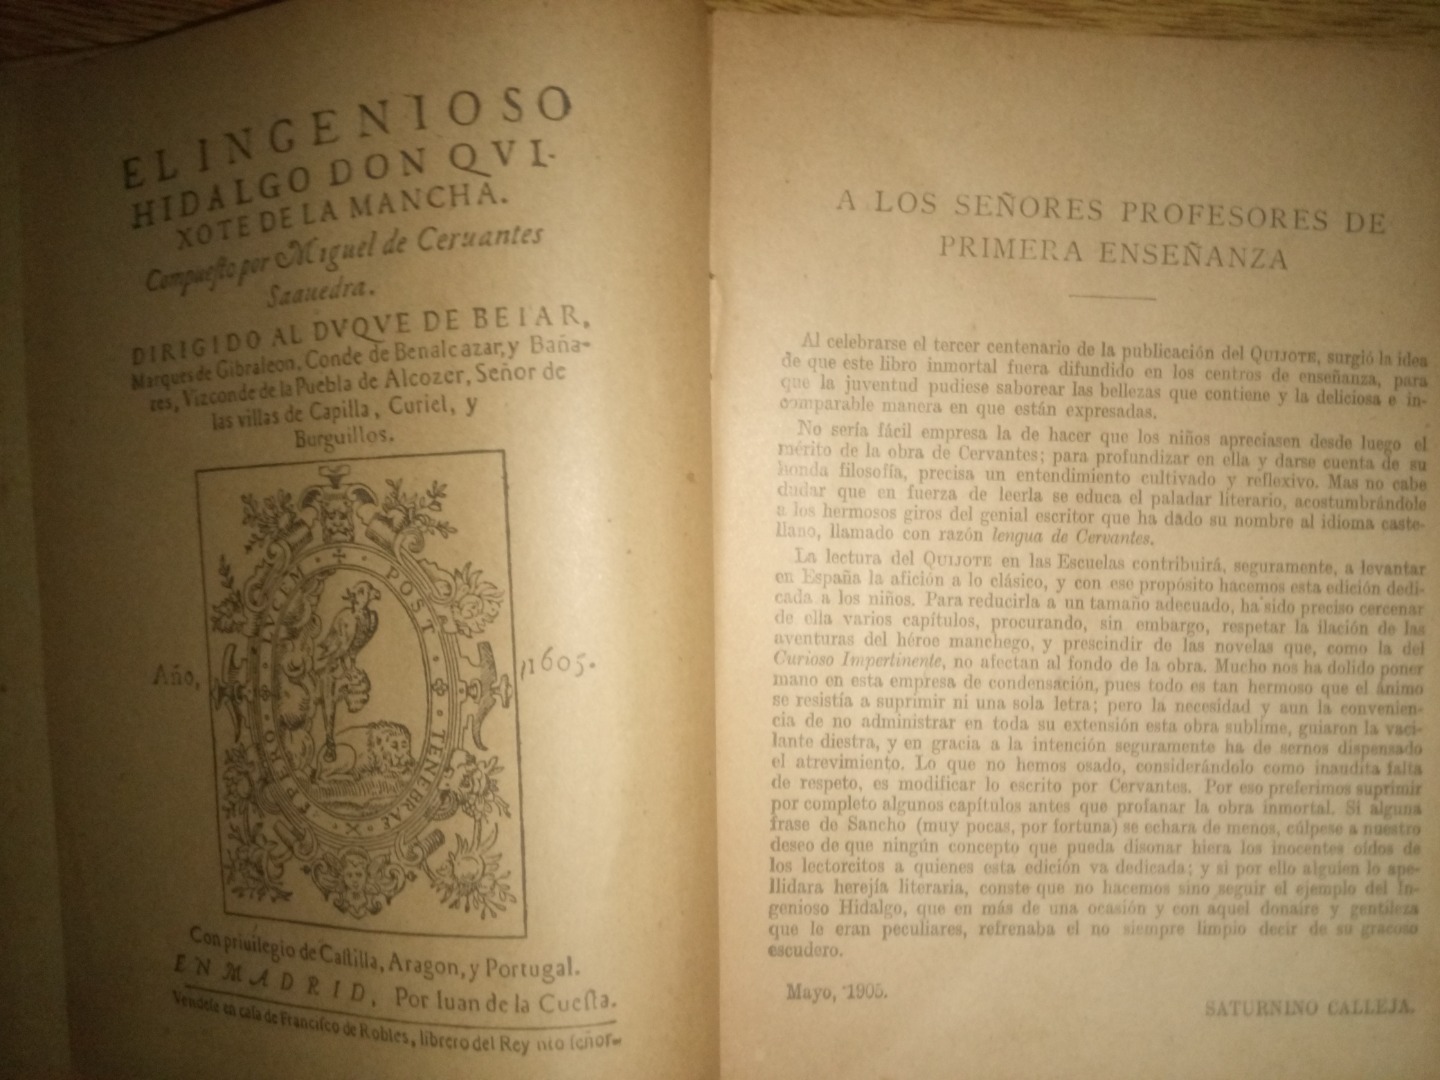 EL INGENIOSO
HIDALGO DON QVI-
XOTE DE LA MANCHA.
Compuesto por Miguel de Ceruantes
Saauedra.
DIRIGIDO AL DVQVE DE BEIAR,
Marques de Gibraleon, Conde de Benalcazar, y Baña-
res, Vizconde de la Puebla de Alcozer, Señor de
las villas de Capilla, Curiel, y
Burguillos.
POST TENEBRAS
Año, 1605.
Con priuilegio de Castilla, Aragon, y Portugal.
EN MADRID, Por Iuan de la Cuesta.
Vendese en casa de Francisco de Robles, librero del Rey nro señor
A LOS SEÑORES PROFESORES DE
PRIMERA ENSEÑANZA
Al celebrarse el tercer centenario de la publicación del QUIJOTE, surgió la idea
de que este libro inmortal fuera difundido en los centros de enseñanza, para
que la juventud pudiese saborear las bellezas que contiene y la deliciosa e in-
comparable manera en que están expresadas.
No sería fácil empresa la de hacer que los niños apreciasen desde luego el
mérito de la obra de Cervantes; para profundizar en ella y darse cuenta de su
honda filosofía, precisa un entendimiento cultivado y reflexivo. Mas no cabe
dudar que en fuerza de leerla se educa el paladar literario, acostumbrándole
a los hermosos giros del genial escritor que ha dado su nombre al idioma caste-
llano, llamado con razón lengua de Cervantes.
La lectura del QUIJOTE en las Escuelas contribuirá, seguramente, a levantar
en España la afición a lo clásico, y con ese propósito hacemos esta edición dedi-
cada a los niños. Para reducirla a un tamaño adecuado, ha sido preciso cercenar
de ella varios capítulos, procurando, sin embargo, respetar la ilación de las
aventuras del héroe manchego, y prescindir de las novelas que, como la del
Curioso Impertinente, no afectan al fondo de la obra. Mucho nos ha dolido poner
mano en esta empresa de condensación, pues todo es tan hermoso que el ánimo
se resistía a suprimir ni una sola letra; pero la necesidad y aun la convenien-
cia de no administrar en toda su extensión esta obra sublime, guiaron la vaci-
lante diestra, y en gracia a la intención seguramente ha de sernos dispensado
el atrevimiento. Lo que no hemos osado, considerándolo como inaudita falta
de respeto, es modificar lo escrito por Cervantes. Por eso preferimos suprimir
por completo algunos capítulos antes que profanar la obra inmortal. Si alguna
frase de Sancho (muy pocas, por fortuna) se echara de menos, cúlpese a nuestro
deseo de que ningún concepto que pueda disonar hiera los inocentes oídos de
los lectorcitos a quienes esta edición va dedicada; y si por ello alguien lo ape-
llidara herejía literaria, conste que no hacemos sino seguir el ejemplo del In-
genioso Hidalgo, que en más de una ocasión y con aquel donaire y gentileza
que le eran peculiares, refrenaba el no siempre limpio decir de su gracioso
escudero.
Mayo, 1905.
SATURNINO CALLEJA.